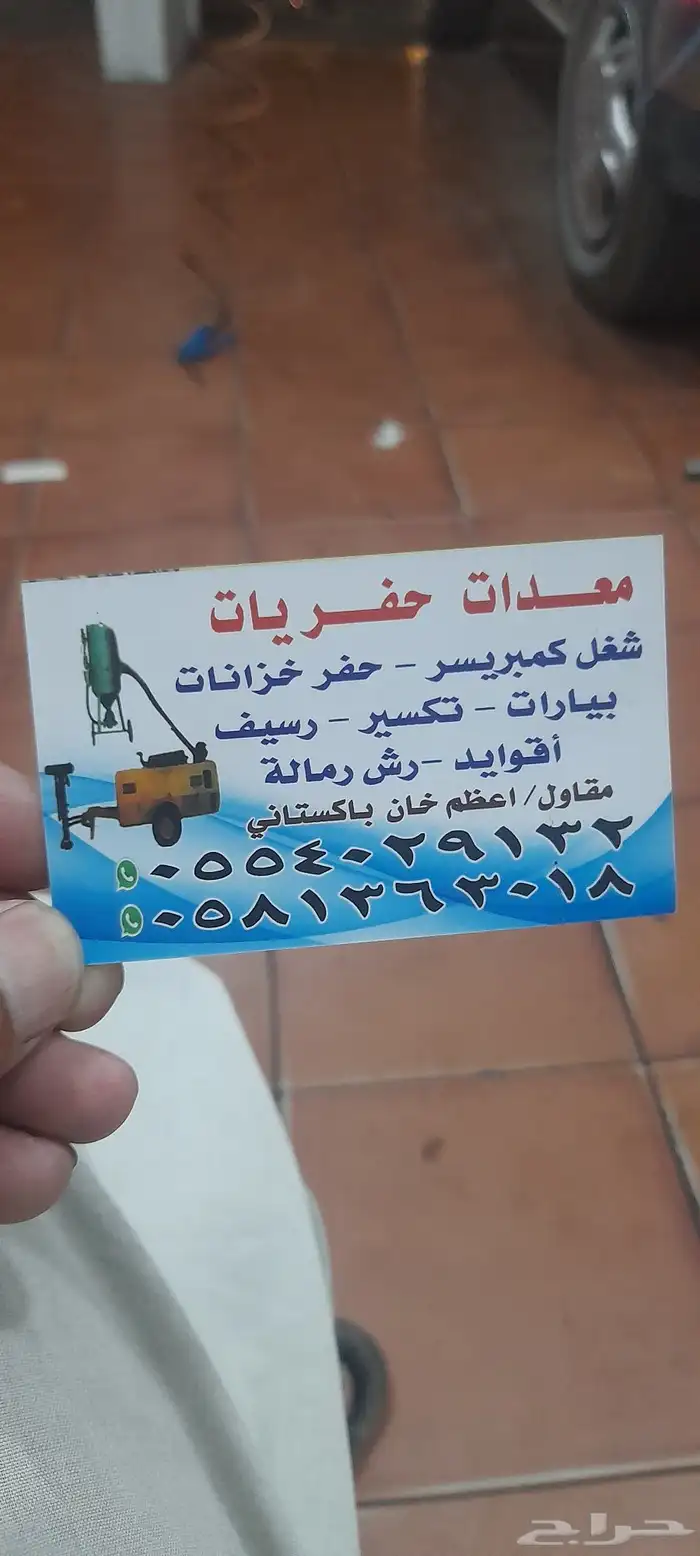 معدات حفريات
شغل كمبريسر - حفر خزانات
بيارات - تكسير - رسيف
أقوايد - رش رمالة
مقاول/ اعظم خان باكستاني
٠٥٥٤٠٢٩١٣٢
٠٥٨١٣٦٣٠١٨
حراج